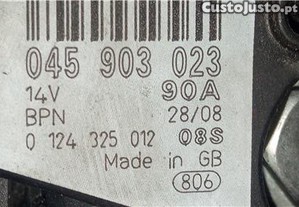 CustoJusto.pt
045 903 023
14V 90A
BPN 28/08
0 124 325 012 08S
Made in GB
806